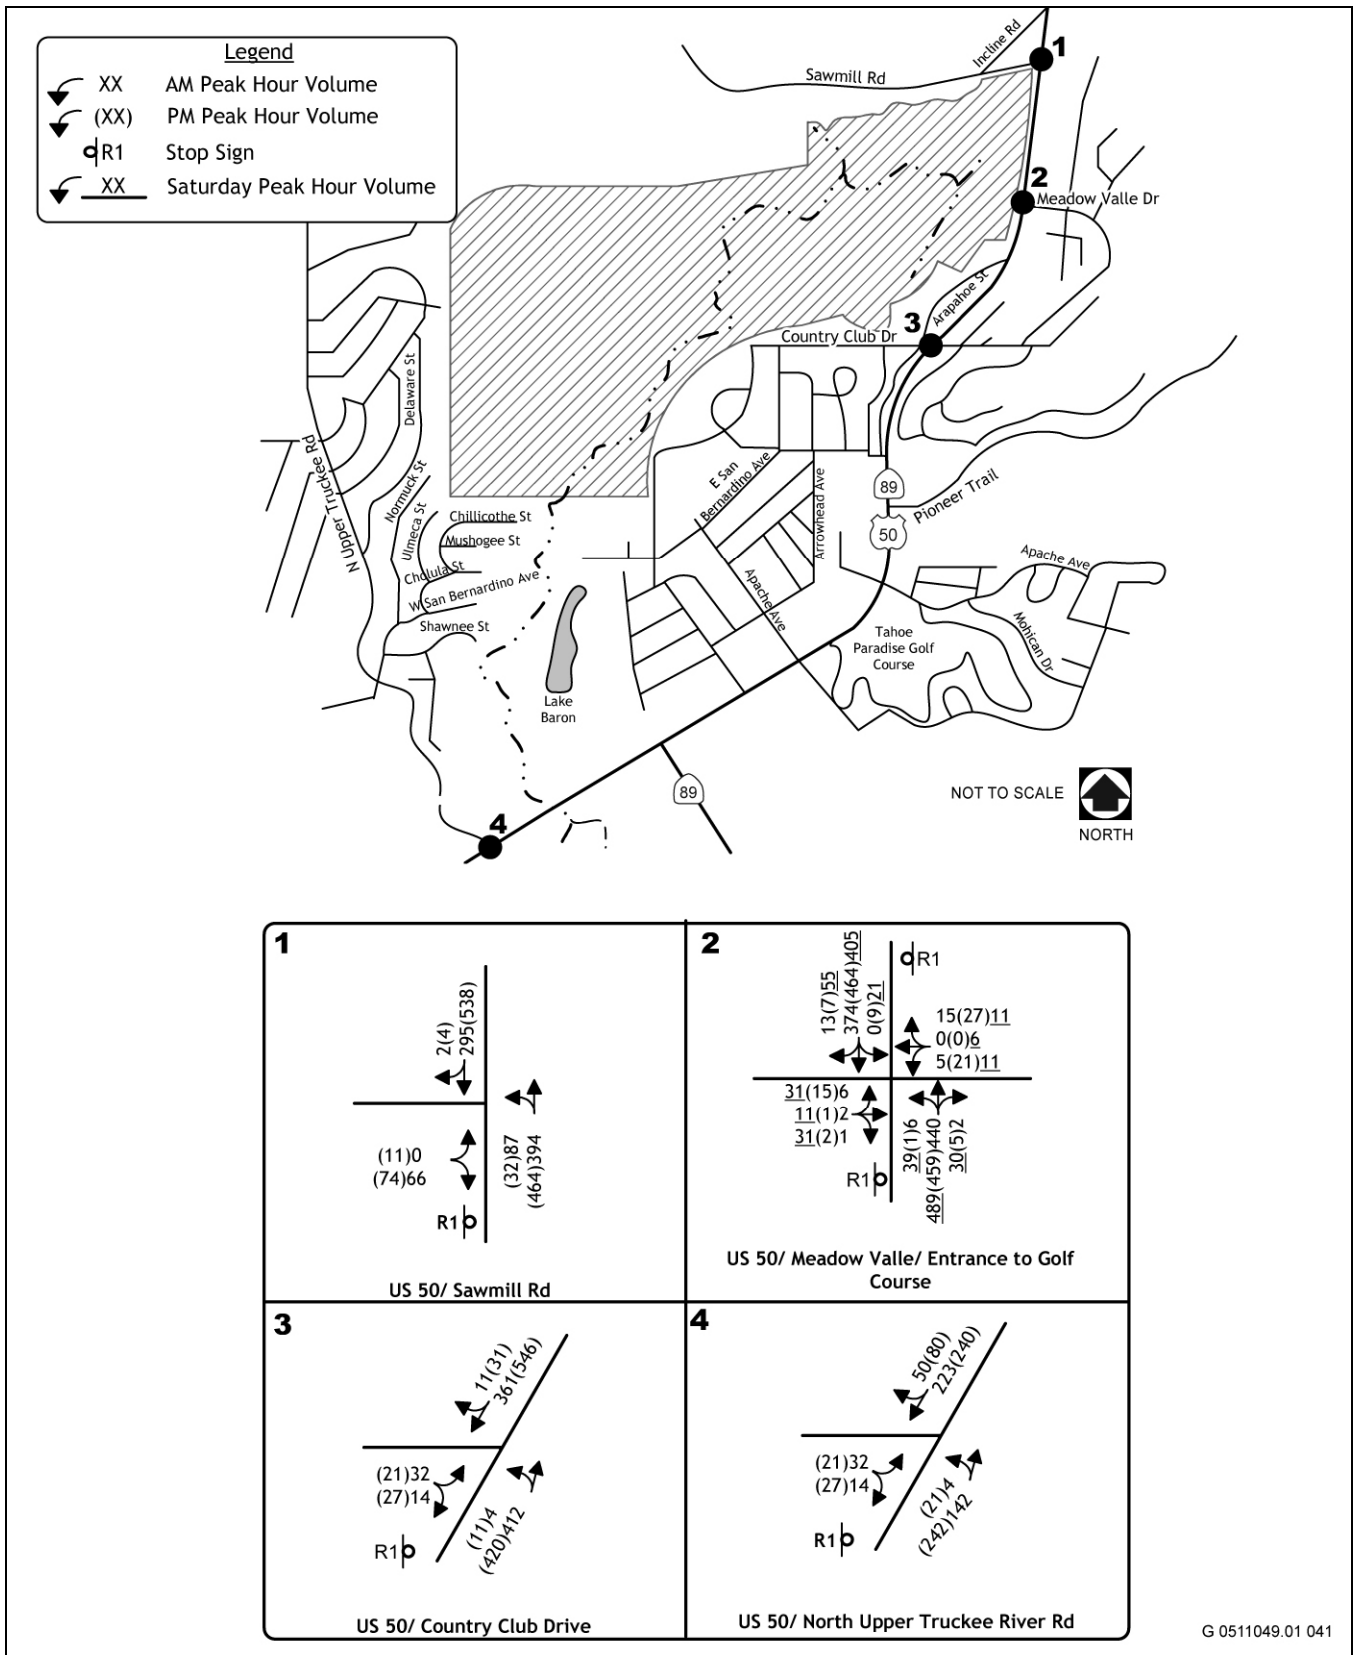 Legend
XX AM Peak Hour Volume
(XX) PM Peak Hour Volume
R1 Stop Sign
XX Saturday Peak Hour Volume
Incline Rd
1
Sawmill Rd
2
Meadow Valle Dr
Arapahoe St
3
Country Club Dr
Delaware St
N Upper Truckee Rd
Normuck St
Ulmeca St
Chillicothe St
Mushogee St
Cholula St
W San Bernardino Ave
Shawnee St
E San
Bernardino Ave
Arrowhead Ave
89
Pioneer Trail
50
Apache Ave
Apache Ave
Mohican Dr
Tahoe
Paradise Golf
Course
Lake
Baron
89
NOT TO SCALE
NORTH
4
1
2(4)
295(538)
(11)0
(74)66
(32)87
(464)394
R1
US 50/ Sawmill Rd
2
R1
13(7)55
374(464)405
0(9)21
15(27)11
0(0)6
5(21)11
31(15)6
11(1)2
31(2)1
39(1)6
489(459)440
30(5)2
R1
US 50/ Meadow Valle/ Entrance to Golf
Course
3
11(31)
361(546)
(21)32
(27)14
(11)4
(420)412
R1
US 50/ Country Club Drive
4
50(80)
223(240)
(21)32
(27)14
(21)4
(242)142
R1
US 50/ North Upper Truckee River Rd
G 0511049.01 041